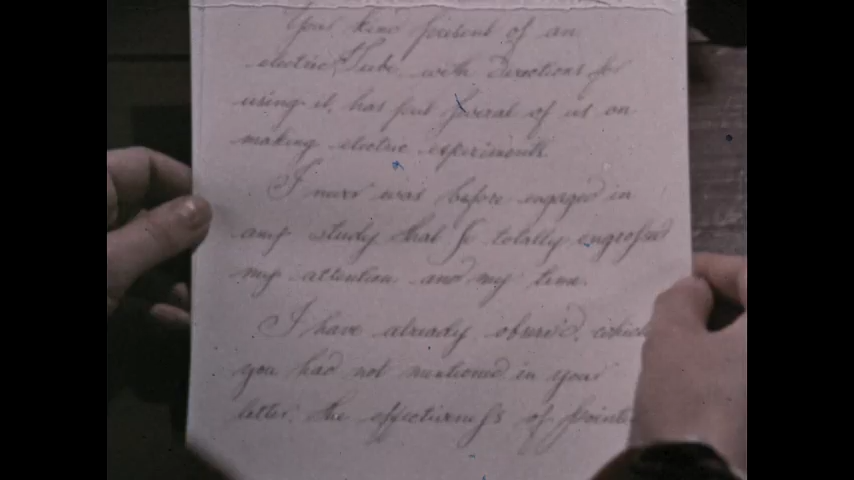 Your kind present of an
electric Tube, with directions for
using it, has put several of us on
making electric experiments.
I never was before engaged in
any study that so totally engrossed
my attention and my time.
I have already observ'd, which
you had not mentioned in your
letter, the effectiveness of pointe